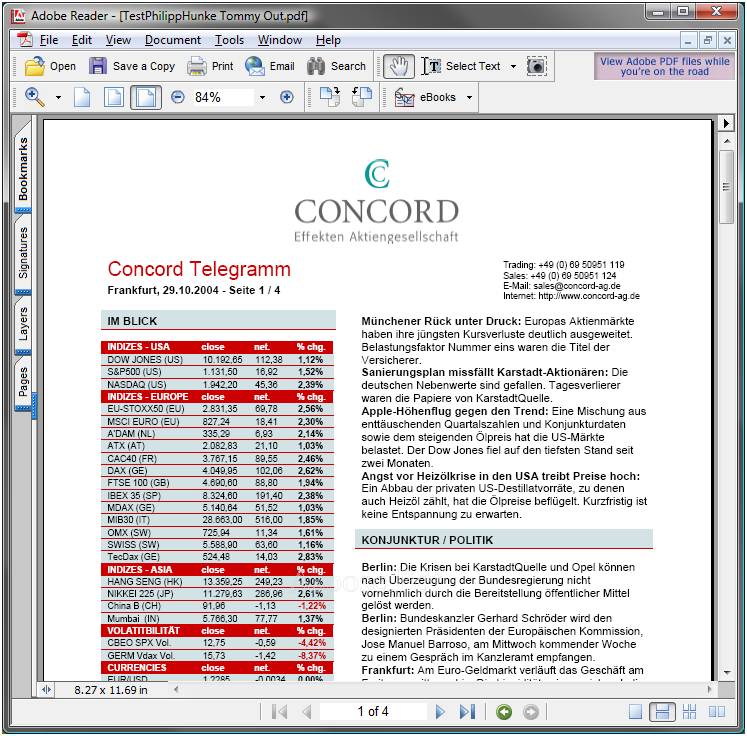 Adobe Reader - [TestPhilippHunke Tommy Out.pdf]
File Edit View Document Tools Window Help
Open Save a Copy Print Email Search Select Text
View Adobe PDF files while
you're on the road
84% eBooks
Bookmarks
Signatures
Layers
Pages
CONCORD
Effekten Aktiengesellschaft
Concord Telegramm
Frankfurt, 29.10.2004 - Seite 1 / 4
Trading: +49 (0) 69 50951 119
Sales: +49 (0) 69 50951 124
E-Mail: sales@concord-ag.de
Internet: http://www.concord-ag.de
IM BLICK
INDIZES - USA close net. % chg.
DOW JONES (US) 10.192,65 112,38 1,12%
S&P500 (US) 1.131,50 16,92 1,52%
NASDAQ (US) 1.942,20 45,36 2,39%
INDIZES - EUROPE close net. % chg.
EU-STOXX50 (EU) 2.831,35 69,78 2,56%
MSCI EURO (EU) 827,24 18,41 2,30%
A'DAM (NL) 335,29 6,93 2,14%
ATX (AT) 2.082,83 21,10 1,03%
CAC40 (FR) 3.767,15 89,55 2,46%
DAX (GE) 4.049,95 102,06 2,62%
FTSE 100 (GB) 4.690,60 88,80 1,94%
IBEX 35 (SP) 8.324,60 191,40 2,38%
MDAX (GE) 5.140,64 51,52 1,03%
MIB30 (IT) 28.663,00 516,00 1,85%
OMX (SW) 725,94 11,34 1,61%
SWISS (SW) 5.588,90 63,60 1,16%
TecDax (GE) 524,48 14,03 2,83%
INDIZES - ASIA close net. % chg.
HANG SENG (HK) 13.359,25 249,23 1,90%
NIKKEI 225 (JP) 11.279,63 286,96 2,61%
China B (CH) 91,96 -1,13 -1,22%
Mumbai (IN) 5.766,30 77,77 1,37%
VOLATITBILITÄT close net. % chg.
CBEO SPX Vol. 12,75 -0,59 -4,42%
GERM Vdax Vol. 15,73 -1,42 -8,37%
CURRENCIES close net. % chg.
EUR/USD 1,2285 -0,0034 0,00%
Münchener Rück unter Druck: Europas Aktienmärkte
haben ihre jüngsten Kursverluste deutlich ausgeweitet.
Belastungsfaktor Nummer eins waren die Titel der
Versicherer.
Sanierungsplan missfällt Karstadt-Aktionären: Die
deutschen Nebenwerte sind gefallen. Tagesverlierer
waren die Papiere von KarstadtQuelle.
Apple-Höhenflug gegen den Trend: Eine Mischung aus
enttäuschenden Quartalszahlen und Konjunkturdaten
sowie dem steigenden Ölpreis hat die US-Märkte
belastet. Der Dow Jones fiel auf den tiefsten Stand seit
zwei Monaten.
Angst vor Heizölkrise in den USA treibt Preise hoch:
Ein Abbau der privaten US-Destillatvorräte, zu denen
auch Heizöl zählt, hat die Ölpreise beflügelt. Kurzfristig ist
keine Entspannung zu erwarten.
KONJUNKTUR / POLITIK
Berlin: Die Krisen bei KarstadtQuelle und Opel können
nach Überzeugung der Bundesregierung nicht
vornehmlich durch die Bereitstellung öffentlicher Mittel
gelöst werden.
Berlin: Bundeskanzler Gerhard Schröder wird den
designierten Präsidenten der Europäischen Kommission,
Jose Manuel Barroso, am Mittwoch kommender Woche
zu einem Gespräch im Kanzleramt empfangen.
Frankfurt: Am Euro-Geldmarkt verläuft das Geschäft am
8.27 x 11.69 in
1 of 4